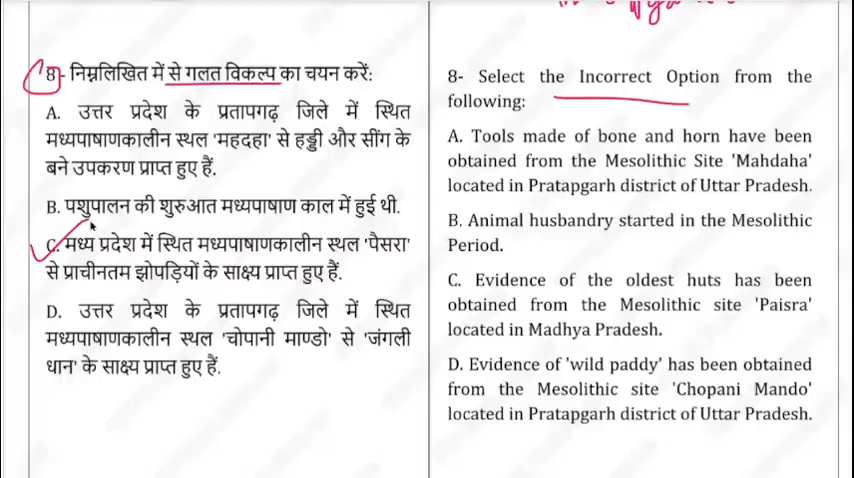 8- निम्नलिखित में से गलत विकल्प का चयन करें:
A. उत्तर प्रदेश के प्रतापगढ़ जिले में स्थित
मध्यपाषाणकालीन स्थल 'महदहा' से हड्डी और सींग के
बने उपकरण प्राप्त हुए हैं.
B. पशुपालन की शुरुआत मध्यपाषाण काल में हुई थी.
C. मध्य प्रदेश में स्थित मध्यपाषाणकालीन स्थल 'पैसरा'
से प्राचीनतम झोपड़ियों के साक्ष्य प्राप्त हुए हैं.
D. उत्तर प्रदेश के प्रतापगढ़ जिले में स्थित
मध्यपाषाणकालीन स्थल 'चोपानी माण्डो' से 'जंगली
धान' के साक्ष्य प्राप्त हुए हैं.
8- Select the Incorrect Option from the
following:
A. Tools made of bone and horn have been
obtained from the Mesolithic Site 'Mahdaha'
located in Pratapgarh district of Uttar Pradesh.
B. Animal husbandry started in the Mesolithic
Period.
C. Evidence of the oldest huts has been
obtained from the Mesolithic site 'Paisra'
located in Madhya Pradesh.
D. Evidence of 'wild paddy' has been obtained
from the Mesolithic site 'Chopani Mando'
located in Pratapgarh district of Uttar Pradesh.